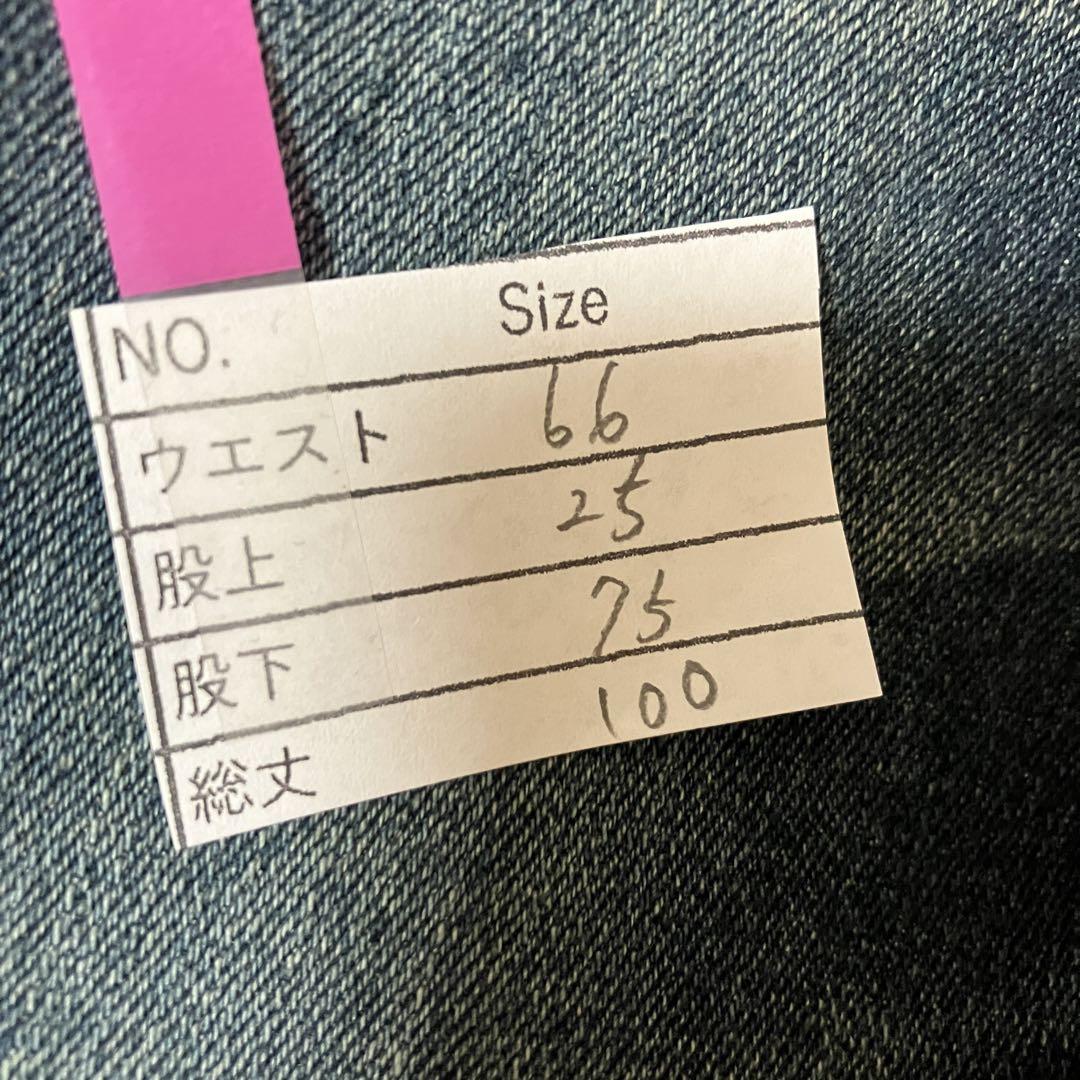 NO. Size
ウエスト 66
股上 25
股下 75
総丈 100